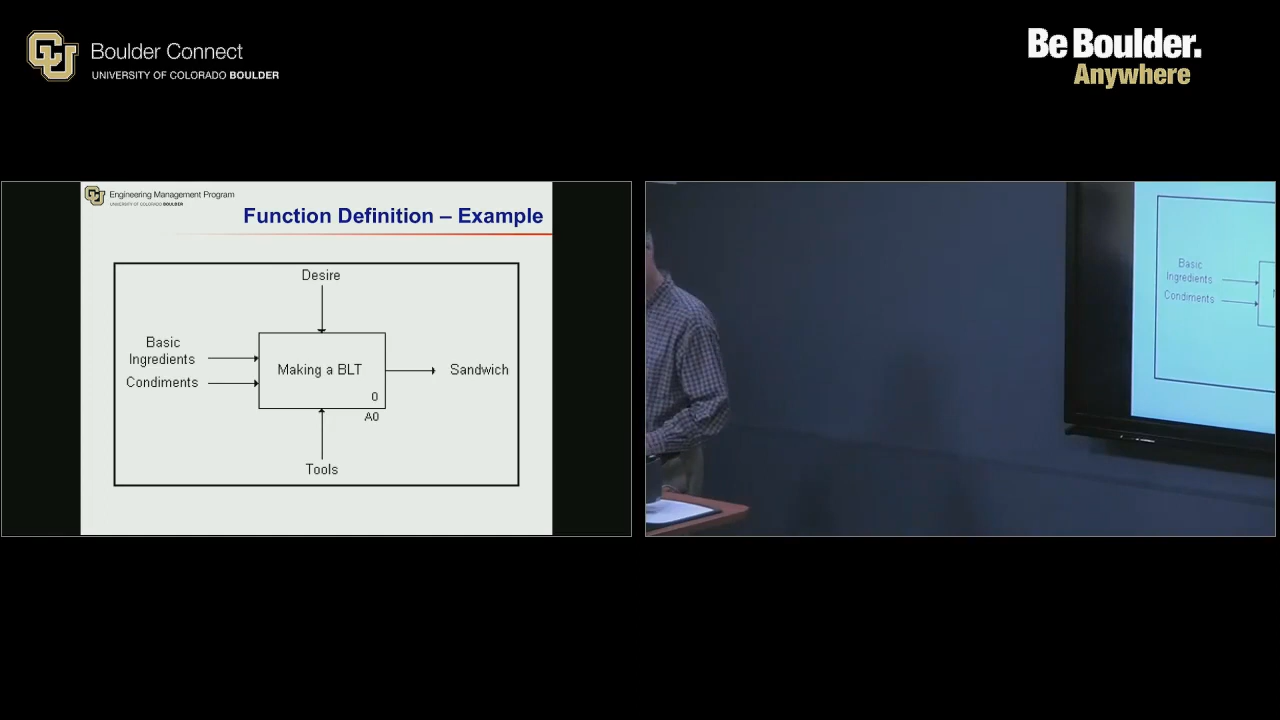 Boulder Connect
UNIVERSITY OF COLORADO BOULDER
Be Boulder.
Anywhere
Engineering Management Program
UNIVERSITY OF COLORADO BOULDER
Function Definition – Example
Desire
Basic
Ingredients
Condiments
Making a BLT
0
A0
Sandwich
Tools
Basic
Ingredients
Condiments